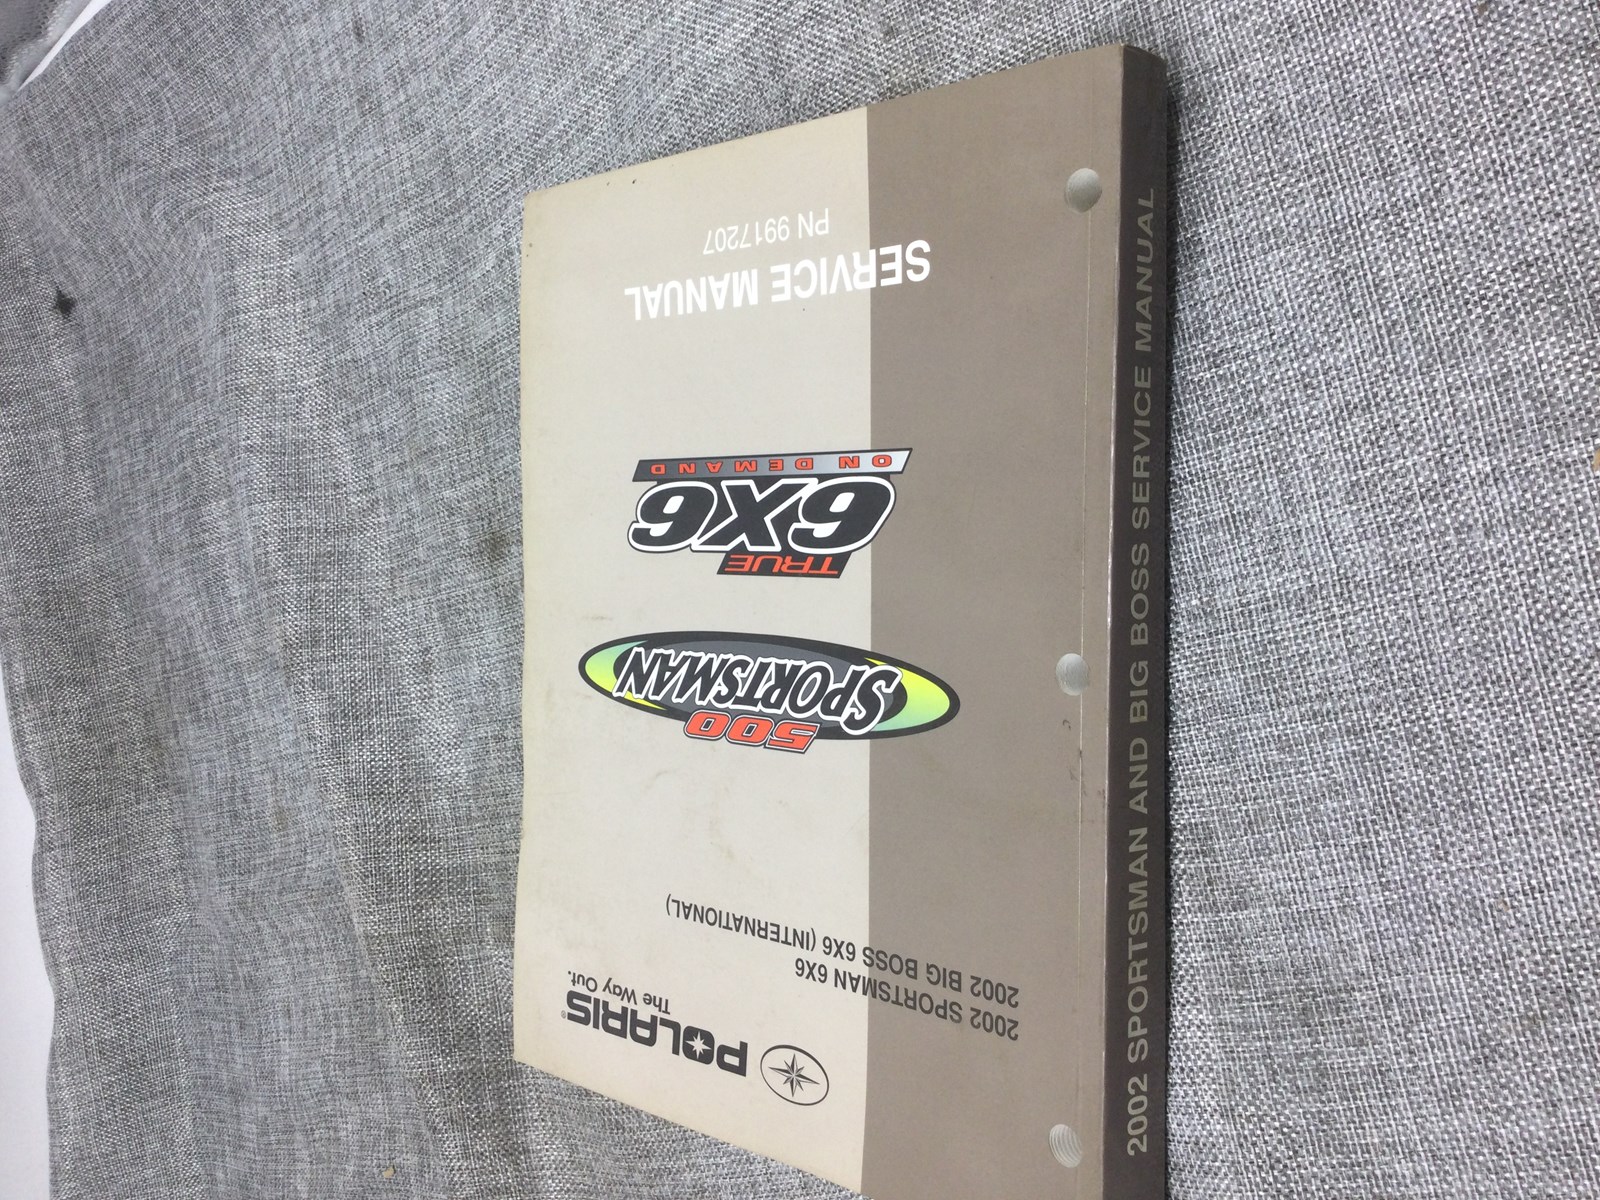 POLARIS®
The Way Out.
2002 SPORTSMAN 6X6
2002 BIG BOSS 6X6 (INTERNATIONAL)
500
SPORTSMAN
TRUE
6X6
ON DEMAND
SERVICE MANUAL
PN 9917207
2002 SPORTSMAN AND BIG BOSS SERVICE MANUAL